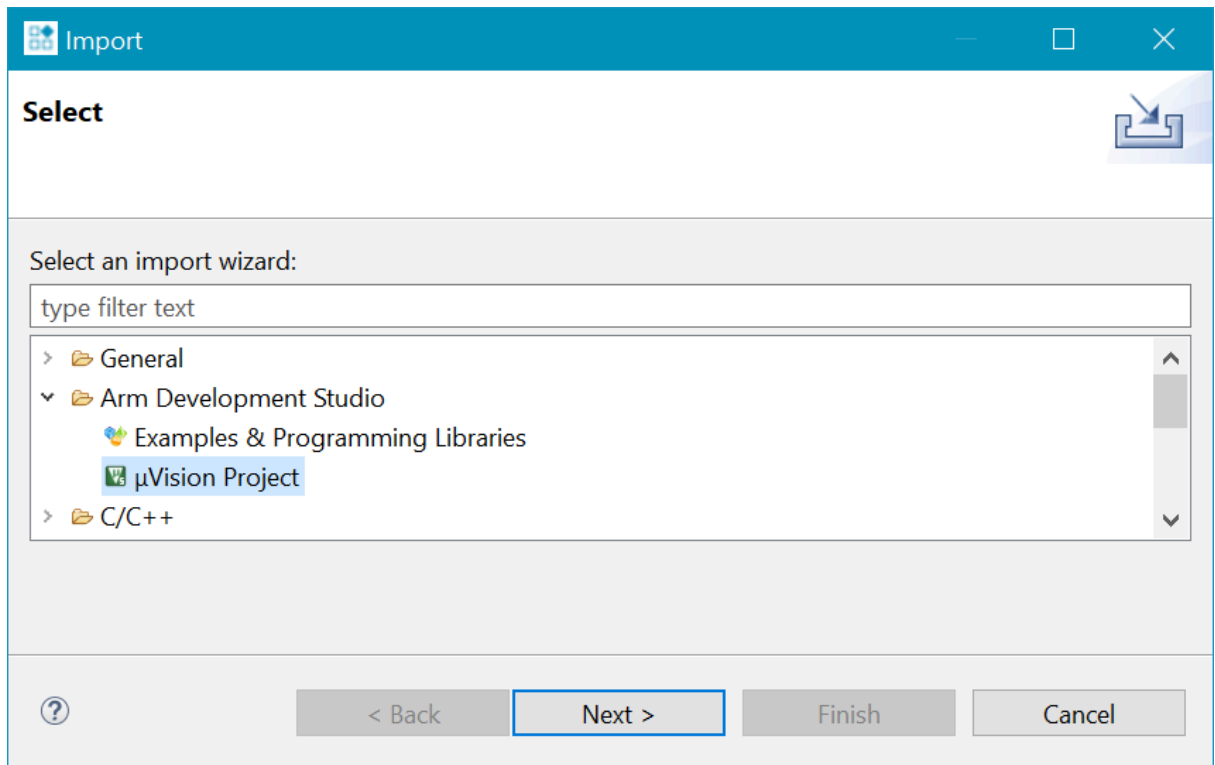 Import
Select
Select an import wizard:
type filter text
General
Arm Development Studio
Examples & Programming Libraries
µVision Project
C/C++
? < Back Next > Finish Cancel